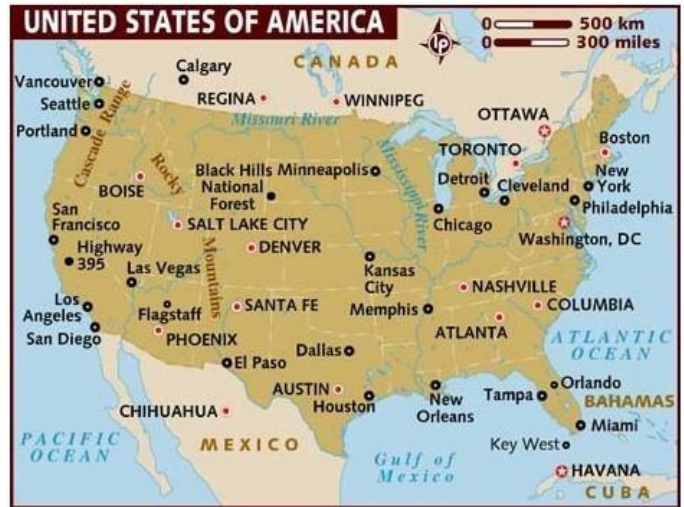 UNITED STATES OF AMERICA
0 500 km
0 300 miles
lp
CANADA
Calgary
Vancouver
REGINA
WINNIPEG
Seattle
Missouri River
OTTAWA
Portland
Cascade Range
TORONTO
Boston
Rocky
Mountains
BOISE
Black Hills
National
Forest
Minneapolis
Mississippi River
Detroit
Cleveland
New
York
Philadelphia
San
Francisco
SALT LAKE CITY
Chicago
Washington, DC
Highway
395
DENVER
Las Vegas
Kansas
City
NASHVILLE
Los
Angeles
Flagstaff
SANTA FE
Memphis
COLUMBIA
San Diego
PHOENIX
ATLANTA
ATLANTIC
OCEAN
El Paso
Dallas
AUSTIN
Houston
New
Orleans
Tampa
Orlando
BAHAMAS
CHIHUAHUA
Miami
PACIFIC
OCEAN
MEXICO
Key West
Gulf of
Mexico
HAVANA
CUBA